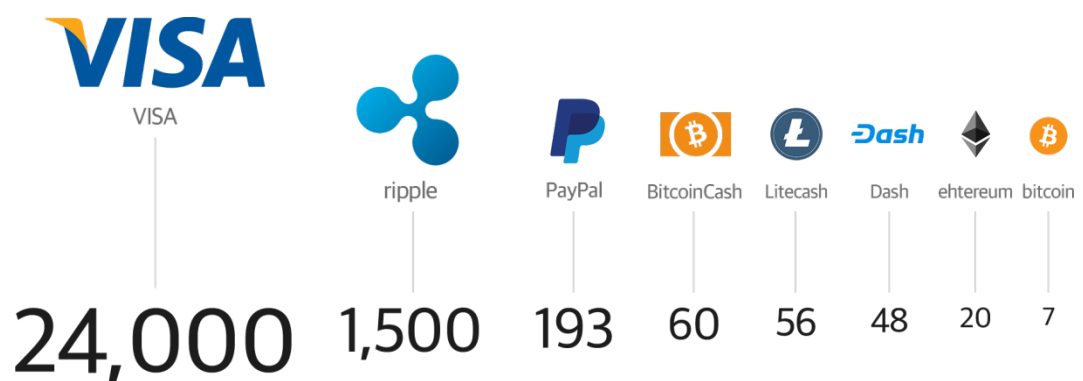 VISA
VISA
ripple
PayPal
BitcoinCash
Litecash
Dash
Dash
ehtereum
bitcoin
24,000
1,500
193
60
56
48
20
7